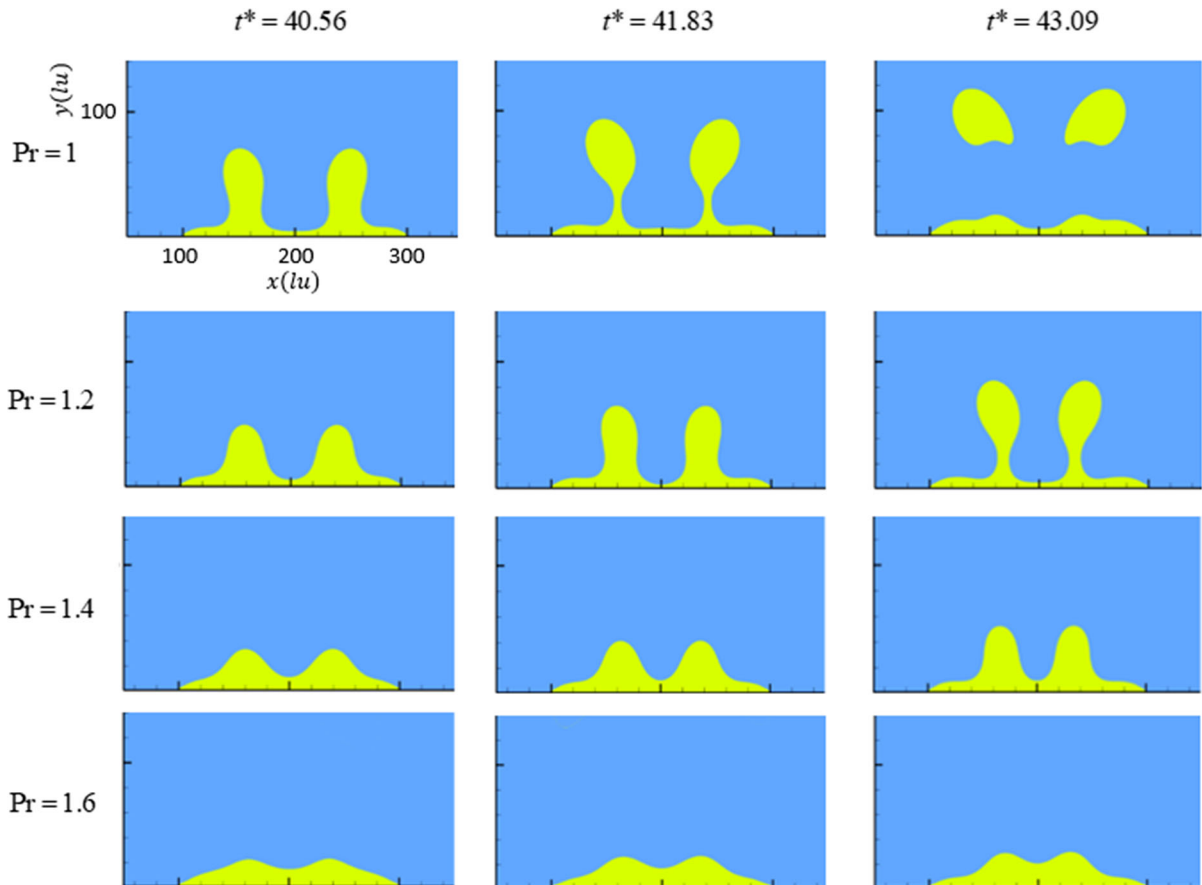 t* = 40.56 t* = 41.83 t* = 43.09
y(lu)
100
Pr = 1
100 200 300
x(lu)
Pr = 1.2
Pr = 1.4
Pr = 1.6